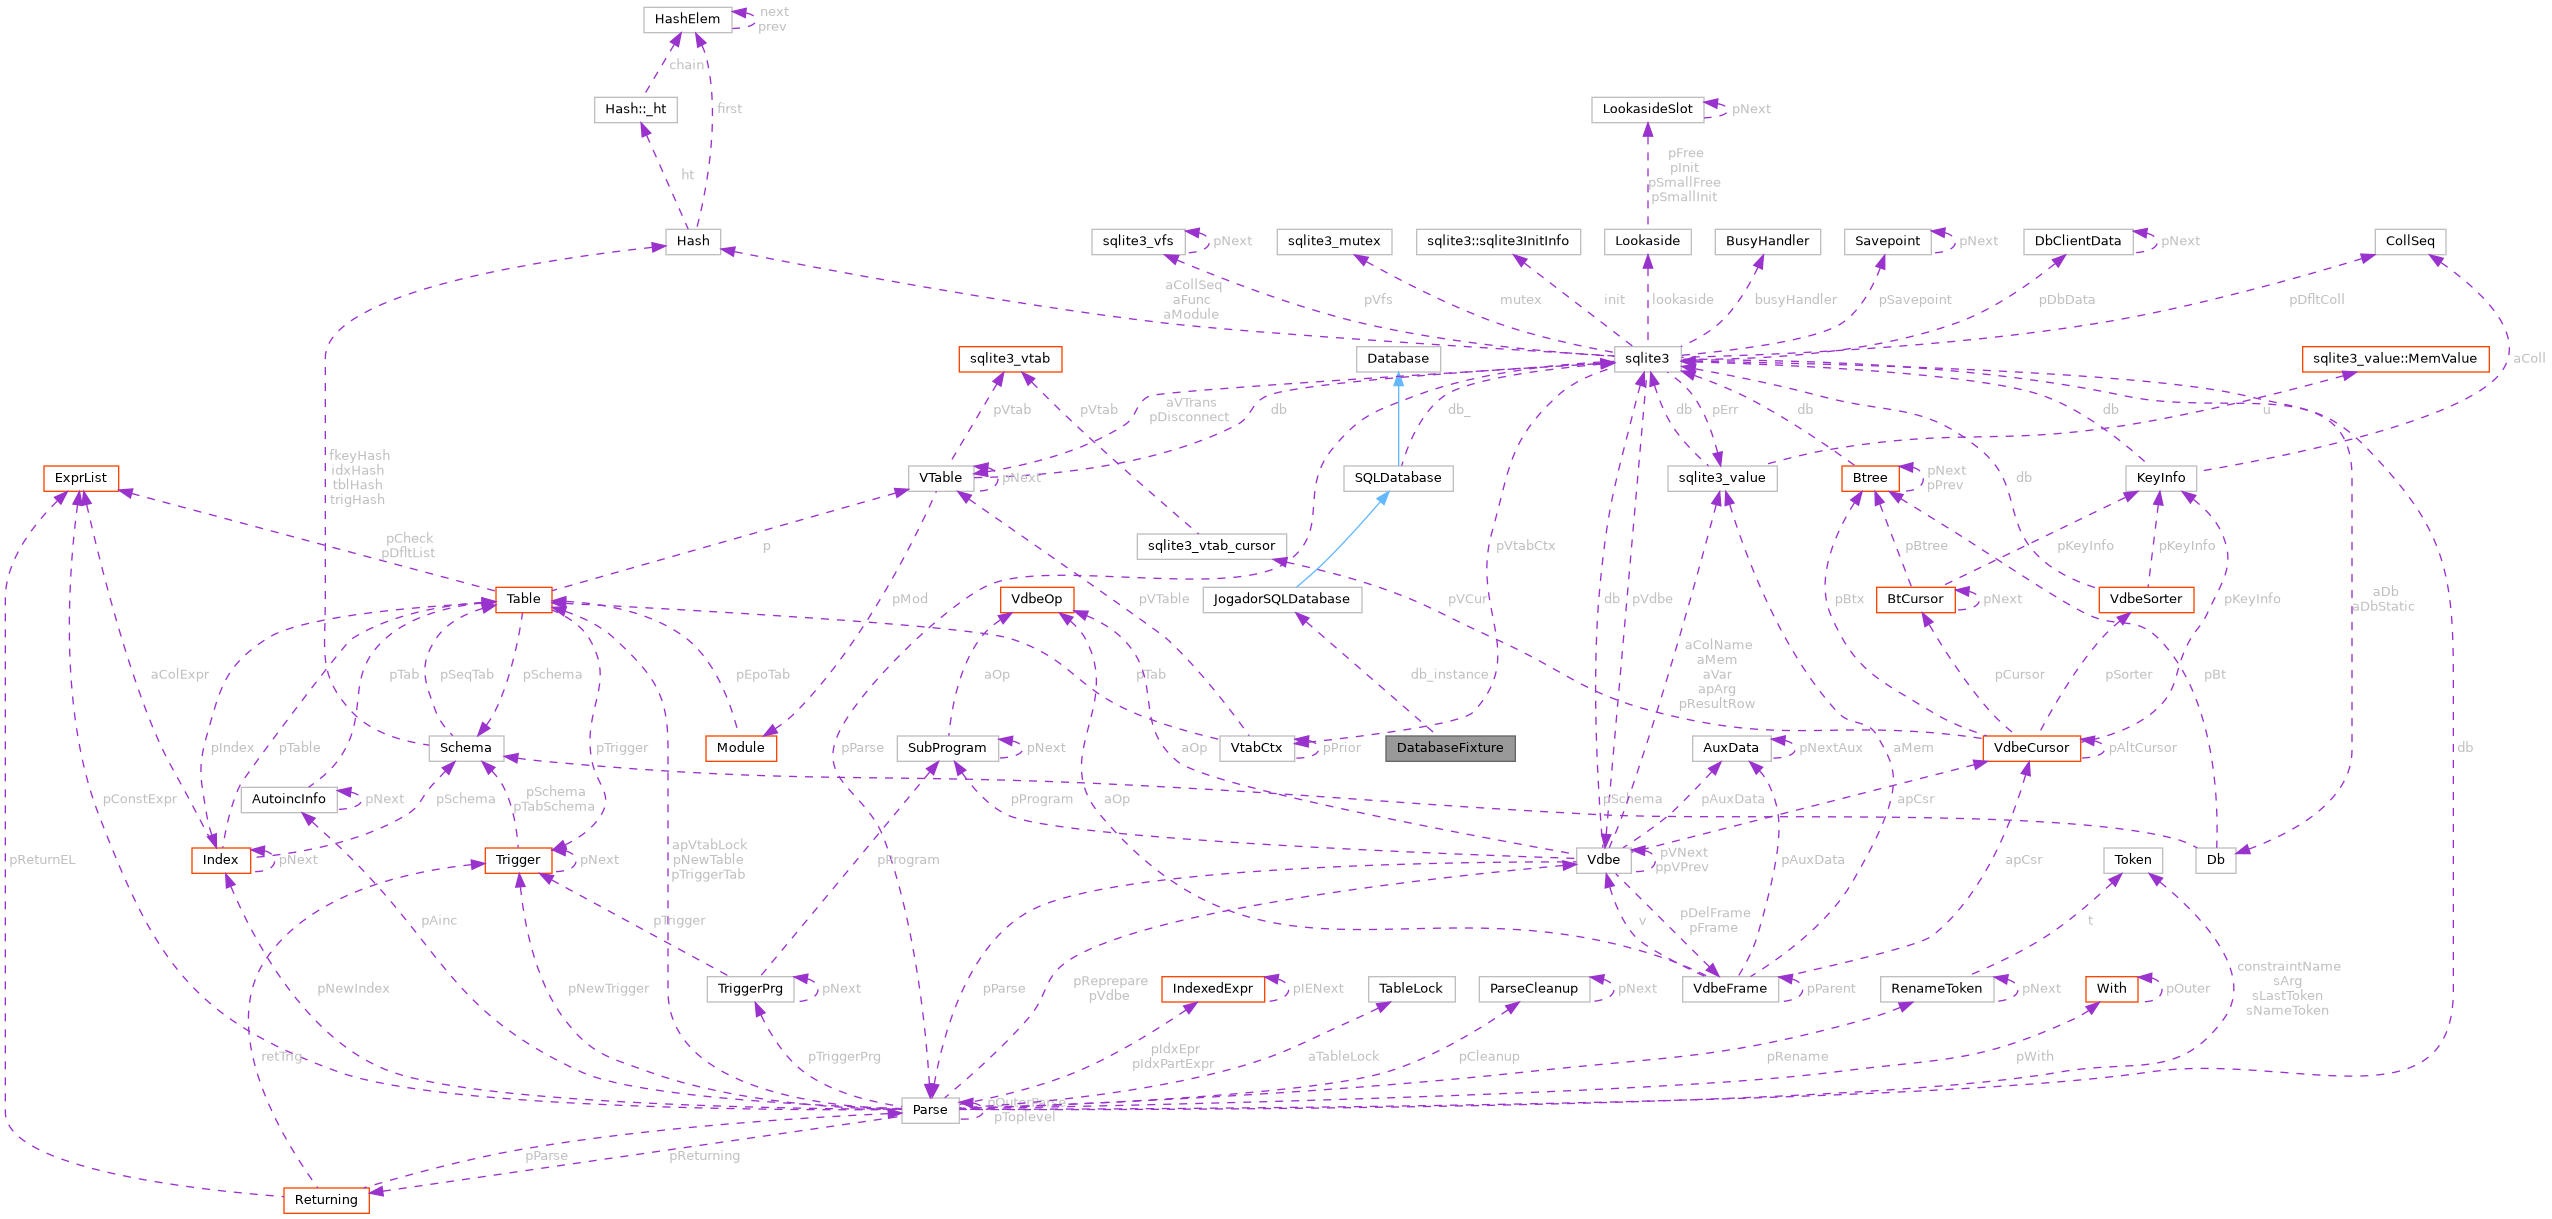 HashElem
next
prev
chain
Hash::_ht
first
LookasideSlot
pNext
pFree
pInit
pSmallFree
pSmallInit
ht
Hash
sqlite3_vfs
pNext
sqlite3_mutex
sqlite3::sqlite3InitInfo
Lookaside
BusyHandler
Savepoint
pNext
DbClientData
pNext
CollSeq
aCollSeq
aFunc
aModule
pVfs
mutex
init
lookaside
busyHandler
pSavepoint
pDbData
pDfltColl
sqlite3_vtab
Database
sqlite3
sqlite3_value::MemValue
aColl
pVtab
pVtab
aVTrans
pDisconnect
db
db_
db
pErr
db
db
u
fkeyHash
idxHash
tblHash
trigHash
ExprList
VTable
pNext
SQLDatabase
sqlite3_value
Btree
pNext
pPrev
db
KeyInfo
pCheck
pDfltList
p
sqlite3_vtab_cursor
pVtabCtx
pBtree
pKeyInfo
pKeyInfo
Table
VdbeOp
pMod
pVTable
JogadorSQLDatabase
pVCur
db
pVdbe
pBtx
BtCursor
pNext
VdbeSorter
pKeyInfo
aDb
aDbStatic
aColExpr
pTab
pSeqTab
pSchema
pEpoTab
aOp
pTab
db_instance
aColName
aMem
aVar
apArg
pResultRow
pCursor
pSorter
pBt
Schema
pTrigger
Module
pParse
SubProgram
pNext
aOp
VtabCtx
pPrior
DatabaseFixture
AuxData
pNextAux
aMem
VdbeCursor
pAltCursor
db
pIndex
pTable
AutoincInfo
pNext
pConstExpr
pSchema
pSchema
pTabSchema
pProgram
aOp
pSchema
pAuxData
apCsr
pReturnEL
Index
pNext
Trigger
pNext
apVtabLock
pNewTable
pTriggerTab
pProgram
Vdbe
pVNext
ppVPrev
pAuxData
apCsr
Token
Db
pAinc
pTrigger
v
pDelFrame
pFrame
t
pNewIndex
pNewTrigger
TriggerPrg
pNext
pParse
pReprepare
pVdbe
IndexedExpr
pIENext
TableLock
ParseCleanup
pNext
VdbeFrame
pParent
RenameToken
pNext
With
pOuter
constraintName
sArg
sLastToken
sNameToken
retTrig
pTriggerPrg
pIdxEpr
pIdxPartExpr
aTableLock
pCleanup
pRename
pWith
Parse
pOuterParse
pToplevel
pParse
pReturning
Returning